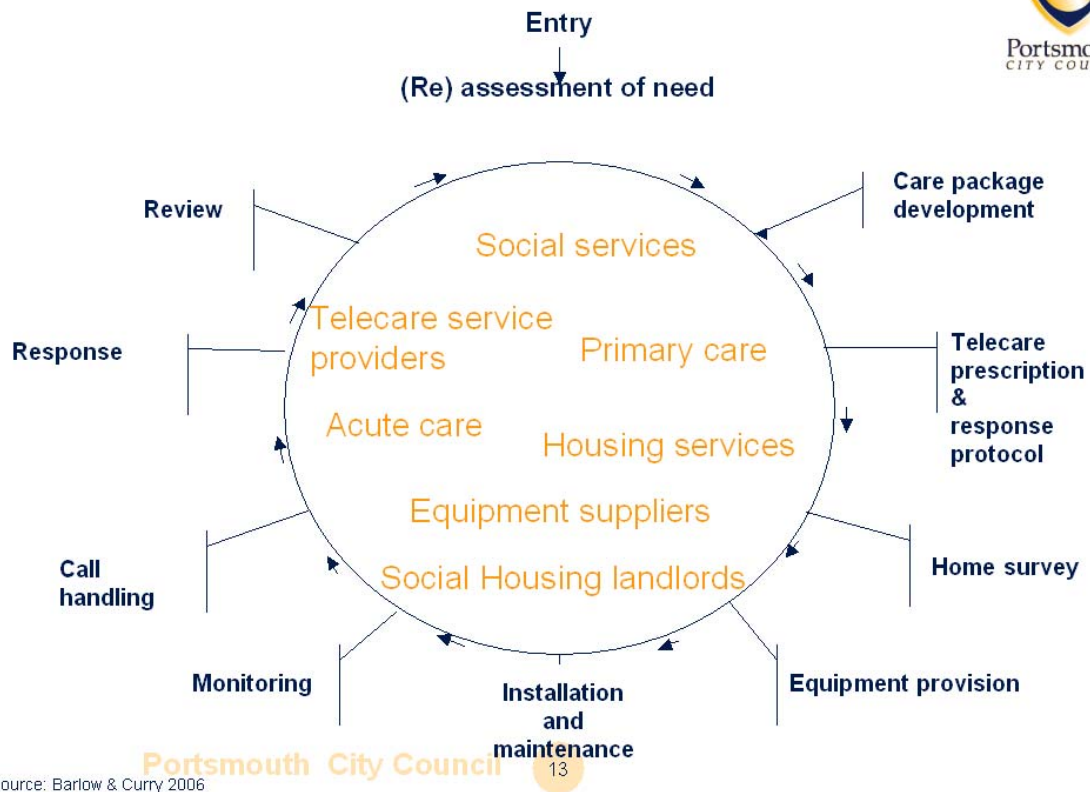 Entry
(Re) assessment of need
CITY
Care package
development
Review
Social services
Telecare service
providers
Primary care
Response
Telecare
prescription
&
response
protocol
Acute care
Housing services
Equipment suppliers
Call
handling
Social Housing landlords
Home survey
Monitoring
Installation
and
maintenance
Equipment provision
Portsmouth City Council
13
Barlow & Curry 2006